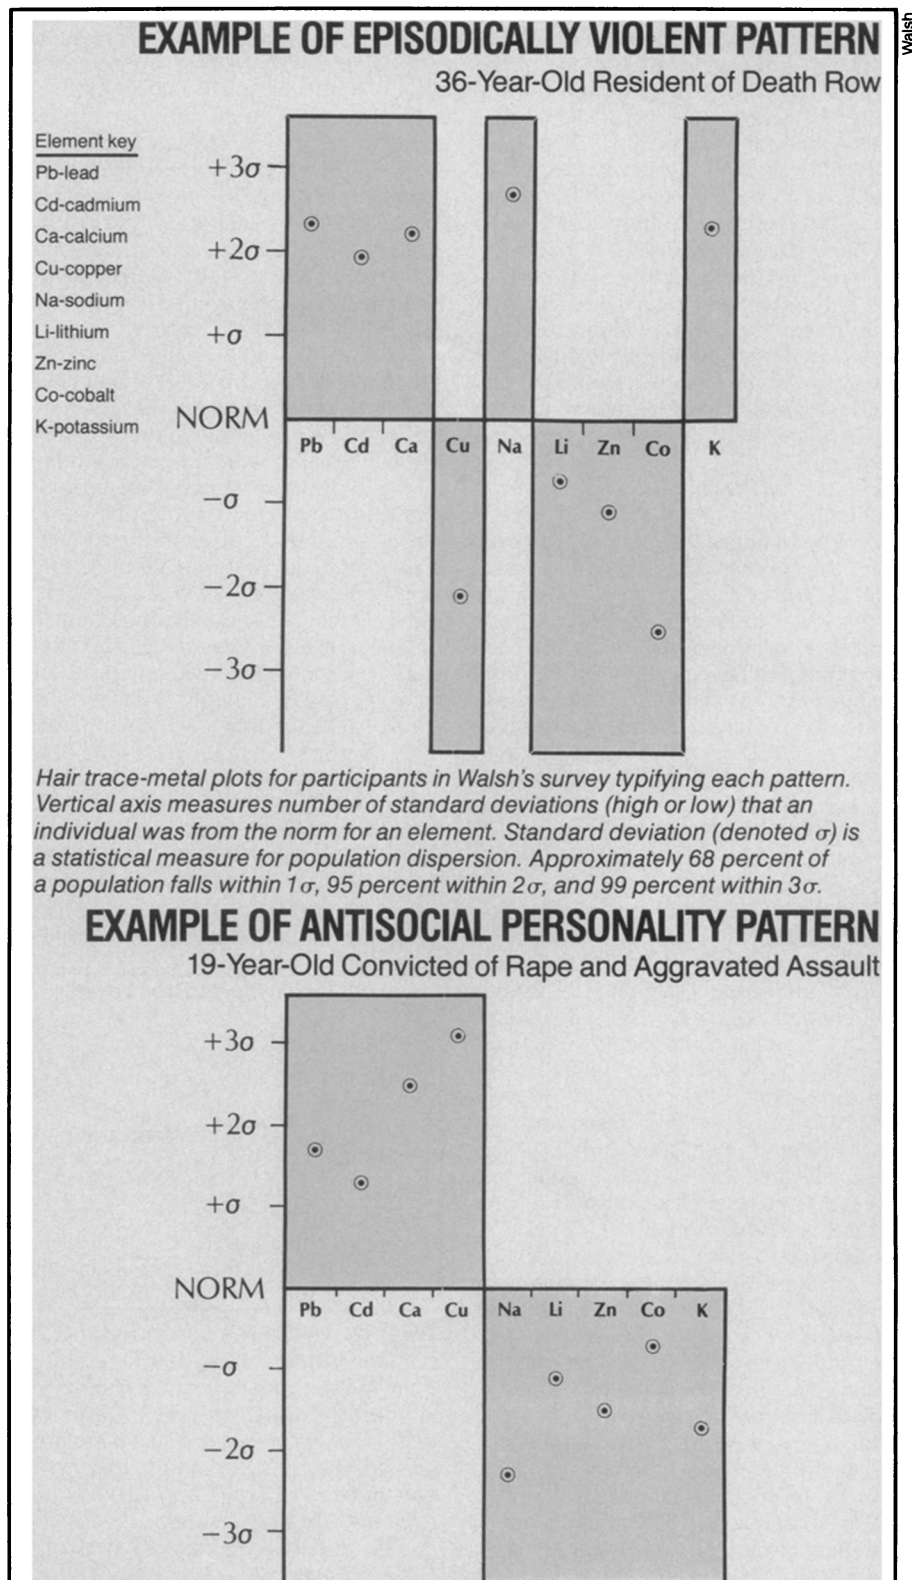 Walsh
EXAMPLE OF EPISODICALLY VIOLENT PATTERN
36-Year-Old Resident of Death Row
Element key
Pb-lead
Cd-cadmium
Ca-calcium
Cu-copper
Na-sodium
Li-lithium
Zn-zinc
Co-cobalt
K-potassium
+3σ
+2σ
+σ
NORM
Pb Cd Ca Cu Na Li Zn Co K
−σ
−2σ
−3σ
Hair trace-metal plots for participants in Walsh's survey typifying each pattern.
Vertical axis measures number of standard deviations (high or low) that an
individual was from the norm for an element. Standard deviation (denoted σ) is
a statistical measure for population dispersion. Approximately 68 percent of
a population falls within 1σ, 95 percent within 2σ, and 99 percent within 3σ.
EXAMPLE OF ANTISOCIAL PERSONALITY PATTERN
19-Year-Old Convicted of Rape and Aggravated Assault
+3σ
+2σ
+σ
NORM
Pb Cd Ca Cu Na Li Zn Co K
−σ
−2σ
−3σ